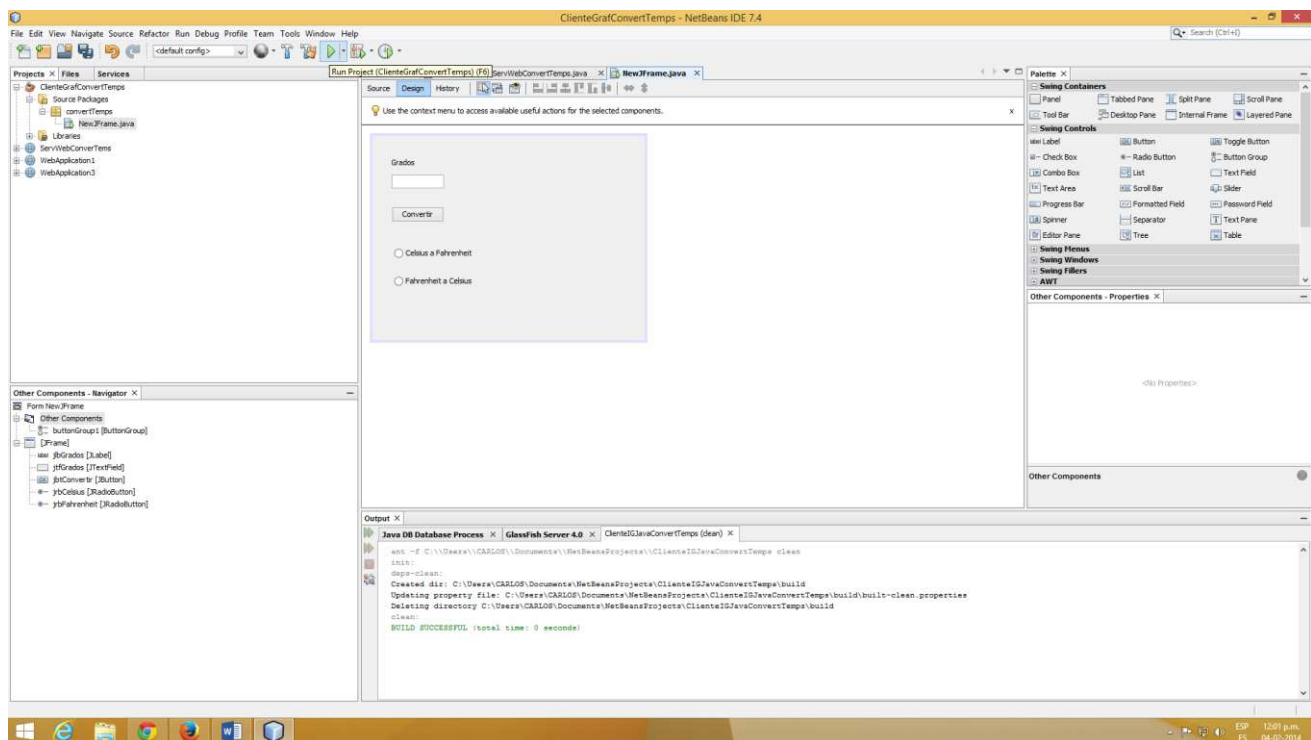 ClienteGrafConvertTemps - NetBeans IDE 7.4
File Edit View Navigate Source Refactor Run Debug Profile Team Tools Window Help
Search (Ctrl+I)
<default config>
Projects Files Services
Run Project (ClienteGrafConvertTemps) (F6)
ServWebConvertTemps.java
NewJFrame.java
Source Design History
Use the context menu to access available useful actions for the selected components.
ClienteGrafConvertTemps
Source Packages
convertTemps
NewJFrame.java
Libraries
ServWebConverTems
WebApplication1
WebApplication3
Grados
Convertir
Celsius a Fahrenheit
Fahrenheit a Celsius
Palette
Swing Containers
Panel Tabbed Pane Split Pane Scroll Pane
Tool Bar Desktop Pane Internal Frame Layered Pane
Swing Controls
label Label Button Toggle Button
Check Box Radio Button Button Group
Combo Box List Text Field
Text Area Scroll Bar Slider
Progress Bar Formatted Field Password Field
Spinner Separator Text Pane
Editor Pane Tree Table
Swing Menus
Swing Windows
Swing Fillers
AWT
Other Components - Properties
<No Properties>
Other Components
Other Components - Navigator
Form NewJFrame
Other Components
buttonGroup1 [ButtonGroup]
[JFrame]
label jlbGrados [JLabel]
jtfGrados [JTextField]
jbtConvertir [JButton]
jrbCelsius [JRadioButton]
jrbFahrenheit [JRadioButton]
Output
Java DB Database Process GlassFish Server 4.0 ClienteIGJavaConvertTemps (clean)
ant -f C:\\Users\\CARLOS\\Documents\\NetBeansProjects\\ClienteIGJavaConvertTemps clean
init:
deps-clean:
Created dir: C:\Users\CARLOS\Documents\NetBeansProjects\ClienteIGJavaConvertTemps\build
Updating property file: C:\Users\CARLOS\Documents\NetBeansProjects\ClienteIGJavaConvertTemps\build\built-clean.properties
Deleting directory C:\Users\CARLOS\Documents\NetBeansProjects\ClienteIGJavaConvertTemps\build
clean:
BUILD SUCCESSFUL (total time: 0 seconds)
ESP 12:01 p.m.
ES 04-02-2014